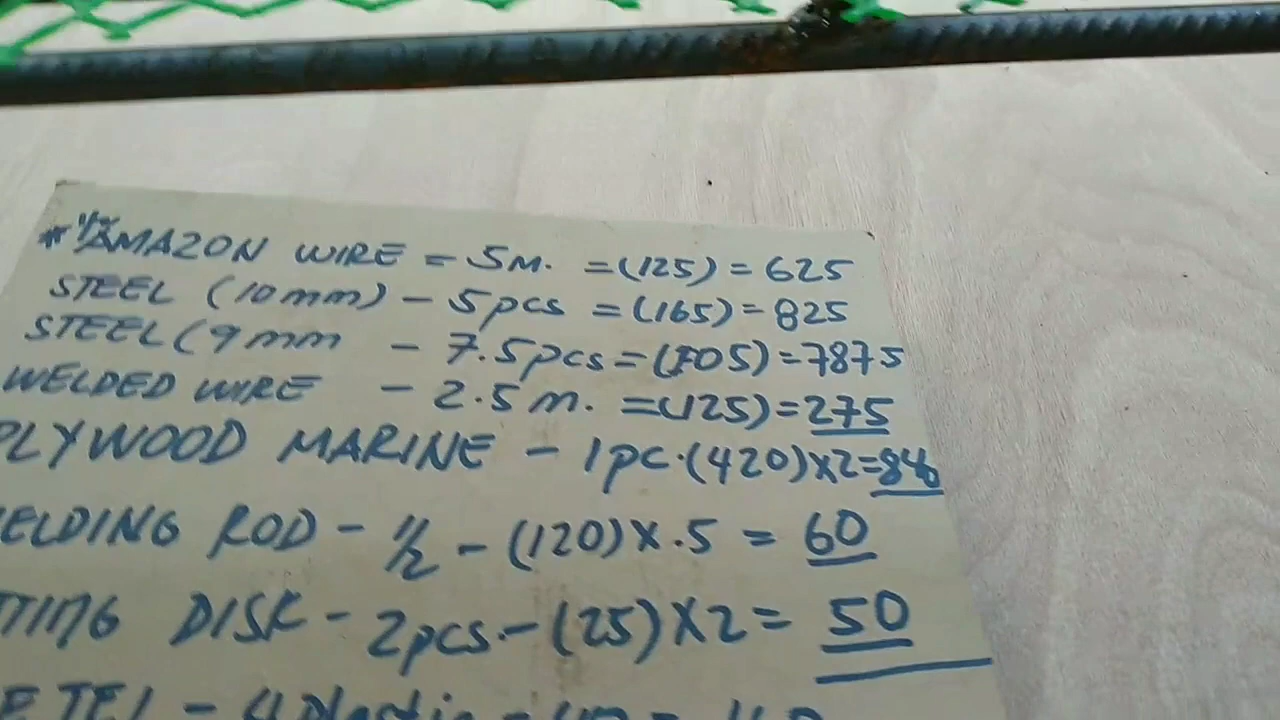 # 1/2 AMAZON WIRE = 5M. = (125) = 625
STEEL (10mm) - 5pcs = (165) = 825
STEEL (9mm - 7.5pcs = (105) = 7875
WELDED WIRE - 2.5m. = (125) = 275
PLYWOOD MARINE - 1pc. (420) x2 = 840
ELDING ROD - 1/2 - (120) x .5 = 60
TTING DISK - 2pcs. - (25) x 2 = 50